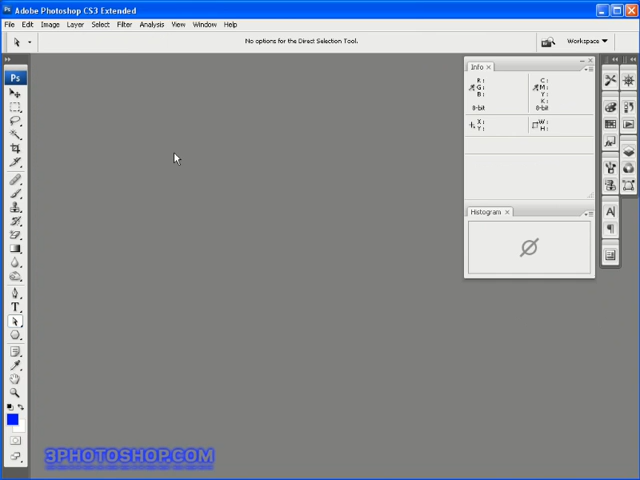 Adobe Photoshop CS3 Extended
File Edit Image Layer Select Filter Analysis View Window Help
No options for the Direct Selection Tool.
Workspace
Ps
Info
R: C:
G: M:
B: Y:
K:
8-bit 8-bit
X: W:
Y: H:
Histogram
A
T
3PHOTOSHOP.COM